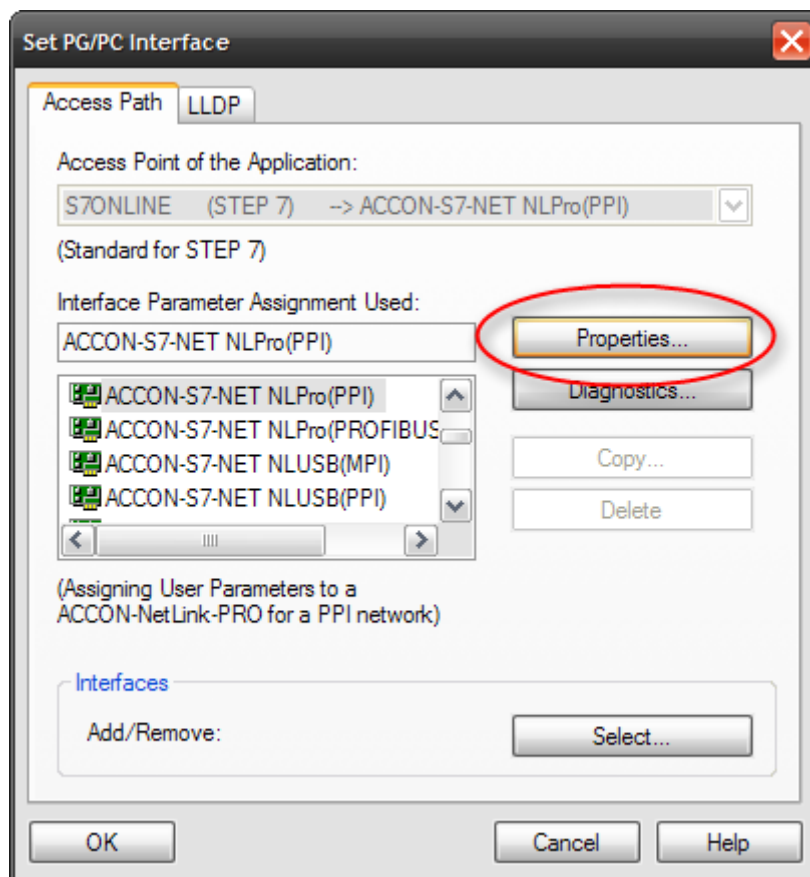 Set PG/PC Interface
Access Path
LLDP
Access Point of the Application:
S7ONLINE (STEP 7) --> ACCON-S7-NET NLPro(PPI)
(Standard for STEP 7)
Interface Parameter Assignment Used:
ACCON-S7-NET NLPro(PPI)
Properties...
ACCON-S7-NET NLPro(PPI)
ACCON-S7-NET NLPro(PROFIBUS
ACCON-S7-NET NLUSB(MPI)
ACCON-S7-NET NLUSB(PPI)
Diagnostics...
Copy...
Delete
(Assigning User Parameters to a
ACCON-NetLink-PRO for a PPI network)
Interfaces
Add/Remove:
Select...
OK
Cancel
Help